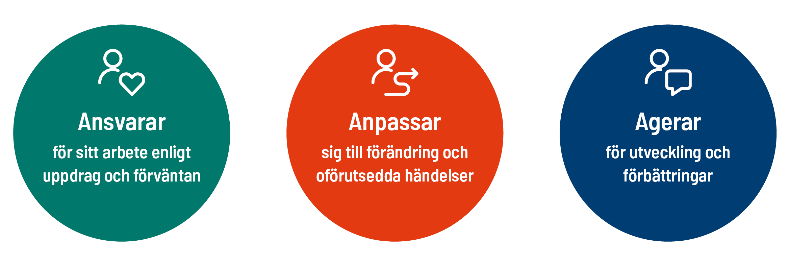 Ansvarar
för sitt arbete enligt
uppdrag och förväntan
Anpassar
sig till förändring och
oförutsedda händelser
Agerar
för utveckling och
förbättringar